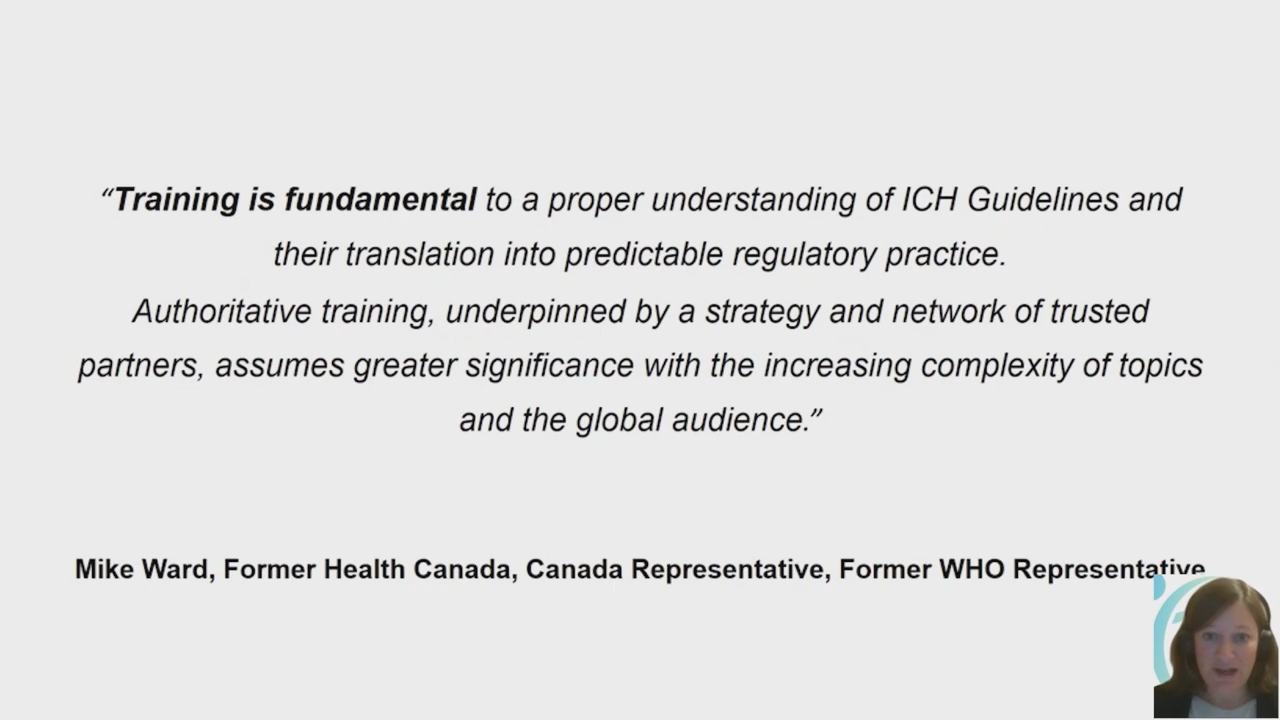 “Training is fundamental to a proper understanding of ICH Guidelines and
their translation into predictable regulatory practice.
Authoritative training, underpinned by a strategy and network of trusted
partners, assumes greater significance with the increasing complexity of topics
and the global audience.”
Mike Ward, Former Health Canada, Canada Representative, Former WHO Representative